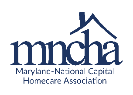 mncha
Maryland–National Capital
Homecare Association